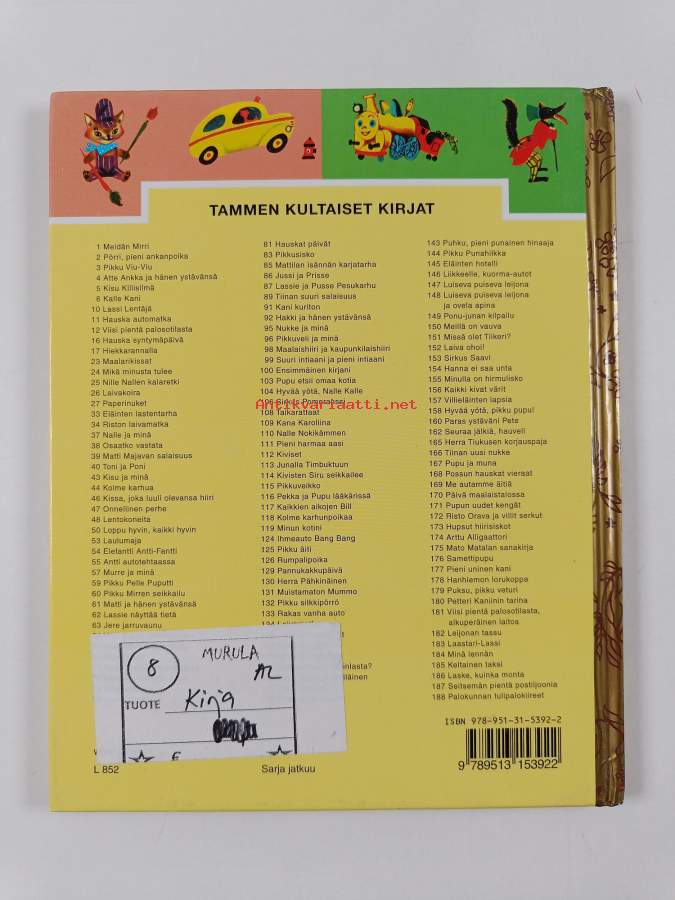 TAMMEN KULTAISET KIRJAT
1 Meidän Mirri
2 Pörri, pieni ankanpoika
3 Pikku Viu-Viu
4 Atte Ankka ja hänen ystävänsä
5 Kisu Kiiliisilmä
6 Kalle Kani
10 Lassi Lentäjä
11 Hauska automatka
12 Viisi pientä palosotilasta
16 Hauska syntymäpäivä
17 Hiekkarannalla
23 Maalarikissat
24 Mikä minusta tulee
25 Nille Nallen kalaretki
26 Laivakoira
27 Paperinuket
33 Eläinten lastentarha
34 Riston laivamatka
37 Nalle ja minä
38 Osaatko vastata
39 Matti Majavan salaisuus
40 Toni ja Poni
43 Kisu ja minä
44 Kolme karhua
46 Kissa, joka luuli olevansa hiiri
47 Onnellinen perhe
48 Lentokoneita
50 Loppu hyvin, kaikki hyvin
53 Laulumaja
54 Elefantti Antti-Fantti
55 Antti autotehtaassa
57 Murre ja minä
59 Pikku Pelle Puputti
60 Pikku Mirren seikkailu
61 Matti ja hänen ystävänsä
62 Lassie näyttää tietä
63 Jere jarruvaunu
81 Hauskat päivät
83 Pikkusisko
85 Mattilan isännän karjatarha
86 Jussi ja Prisse
87 Lassie ja Pusse Pesukarhu
89 Tiinan suuri salaisuus
91 Kani kuriton
92 Hakki ja hänen ystävänsä
95 Nukke ja minä
96 Pikkuveli ja minä
98 Maalaishiiri ja kaupunkilaishiiri
99 Suuri intiaani ja pieni intiaani
100 Ensimmäinen kirjani
103 Pupu etsii omaa kotia
104 Hyvää yötä, Nalle Kalle
106 Sirkus Pomposaari
108 Taikarattaat
109 Kana Karoliina
110 Nalle Nokikämmen
111 Pieni harmaa aasi
112 Kiviset
113 Junalla Timbuktuun
114 Kivisten Siru seikkailee
115 Pikkuveikko
116 Pekka ja Pupu lääkärissä
117 Kaikkien aikojen Bill
118 Kolme karhunpoikaa
119 Minun kotini
124 Ihmeauto Bang Bang
125 Pikku äiti
126 Rumpalipoika
129 Pannukakkupäivä
130 Herra Pähkinäinen
131 Muistamaton Mummo
132 Pikku silkkipörrö
133 Rakas vanha auto
inlasta?
läinen
143 Puhku, pieni punainen hinaaja
144 Pikku Punahilkka
145 Eläinten hotelli
146 Liikkeelle, kuorma-autot
147 Luiseva puiseva leijona
148 Luiseva puiseva leijona
ja ovela apina
149 Ponu-junan kilpailu
150 Meillä on vauva
151 Missä olet Tiikeri?
152 Laiva ohoi!
153 Sirkus Saavi
154 Hanna ei saa unta
155 Minulla on hirmulisko
156 Kaikki kivat värit
157 Villieläinten lapsia
158 Hyvää yötä, pikku pupu!
160 Paras ystäväni Pete
162 Seuraa jälkiä, hauveli
165 Herra Tiukusen korjauspaja
166 Tiinan uusi nukke
167 Pupu ja muna
168 Possun hauskat vieraat
169 Me autamme äitiä
170 Päivä maalaistalossa
171 Pupun uudet kengät
172 Risto Orava ja villit serkut
173 Hupsut hiirisiskot
174 Arttu Alligaattori
175 Mato Matalan sanakirja
176 Samettipupu
177 Pieni uninen kani
178 Hanhiemon lorukoppa
179 Puksu, pikku veturi
180 Petteri Kaniinin tarina
181 Viisi pientä palosotilasta,
alkuperäinen laitos
182 Leijonan tassu
183 Laastari-Lassi
184 Minä lennän
185 Keltainen taksi
186 Laske, kuinka monta
187 Seitsemän pientä postiljoonia
188 Palokunnan tulipalokiireet
Antikvariaatti.net
8
MURULA
AL
TUOTE
Kirja
€
L 852
Sarja jatkuu
ISBN 978-951-31-5392-2
9 789513 153922